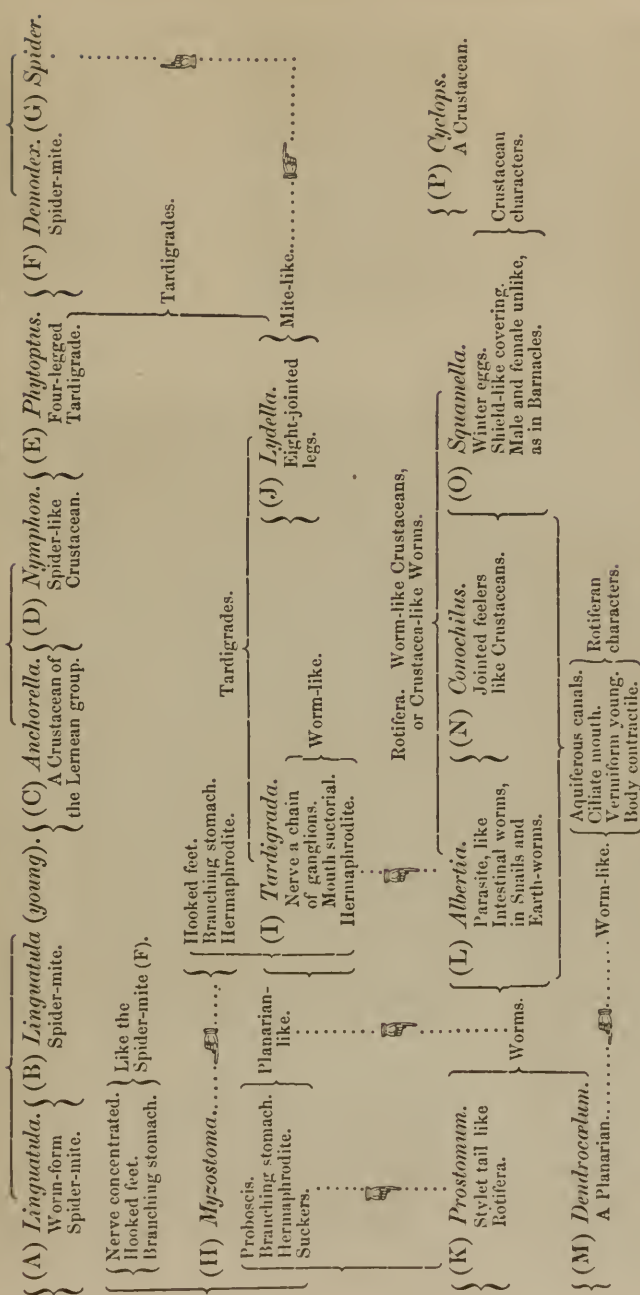 (A) Linguatula.
Worm-form
Spider-mite.
(B) Linguatula (young).
Spider-mite.
(C) Anchorella.
A Crustacean of
the Lernean group.
(D) Nymphon.
Spider-like
Crustacean.
(E) Phytoptus.
Four-legged
Tardigrade.
(F) Demodex.
Spider-mite.
(G) Spider.
Nerve concentrated.
Hooked feet.
Branching stomach.
Like the
Spider-mite (F).
Tardigrades.
(H) Myzostoma.
Hooked feet.
Branching stomach.
Hermaphrodite.
Tardigrades.
Proboscis.
Branching stomach.
Hermaphrodite.
Suckers.
Planarian-
like.
(I) Tardigrada.
Nerve a chain
of ganglions.
Mouth suctorial.
Hermaphrodite.
Worm-like.
(J) Lydella.
Eight-jointed
legs.
Mite-like.
Rotifera. Worm-like Crustaceans,
or Crustacea-like Worms.
(K) Prostomum.
Stylet tail like
Rotifera.
Worms.
(L) Albertia.
Parasite, like
Intestinal worms,
in Snails and
Earth-worms.
(N) Conochilus.
Jointed feelers
like Crustaceans.
(O) Squamella.
Winter eggs.
Shield-like covering.
Male and female unlike,
as in Barnacles.
(P) Cyclops.
A Crustacean.
Crustacean
characters.
(M) Dendrocœlum.
A Planarian.
Worm-like.
Aquiferous canals.
Ciliate mouth.
Vermiform young.
Body contractile.
Rotiferan
characters.